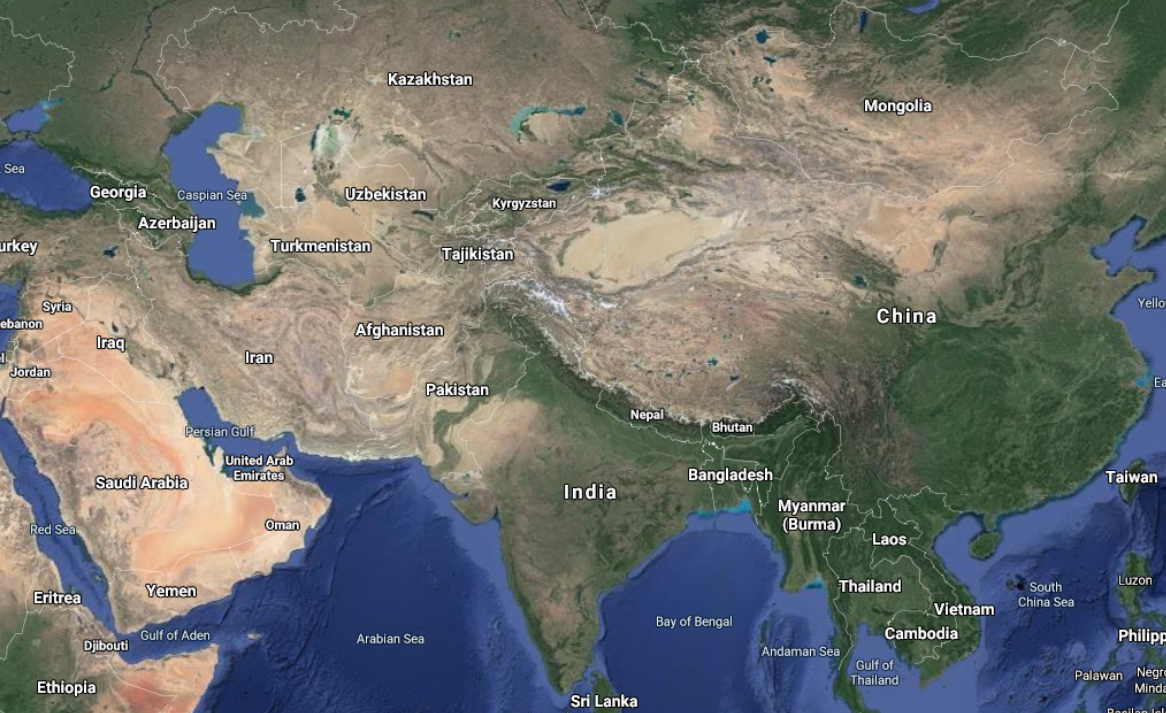 Kazakhstan
Mongolia
Sea
Georgia
Caspian Sea
Uzbekistan
Kyrgyzstan
Azerbaijan
urkey
Turkmenistan
Tajikistan
Syria
Yello
ebanon
China
Iraq
Afghanistan
Iran
Jordan
Ea
Pakistan
Nepal
Bhutan
Persian Gulf
United Arab
Emirates
Saudi Arabia
Bangladesh
Taiwan
India
Myanmar
(Burma)
Oman
Red Sea
Laos
Luzon
Thailand
South
China Sea
Yemen
Eritrea
Vietnam
Bay of Bengal
Cambodia
Gulf of Aden
Philipp
Arabian Sea
Djibouti
Andaman Sea
Gulf of
Thailand
Palawan
Negr
Minda
Ethiopia
Sri Lanka